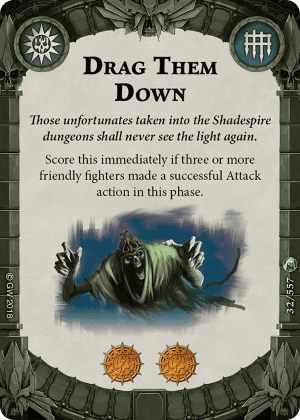 DRAG THEM
DOWN
Those unfortunates taken into the Shadespire
dungeons shall never see the light again.
Score this immediately if three or more
friendly fighters made a successful Attack
action in this phase.
© GW 2018
32/557